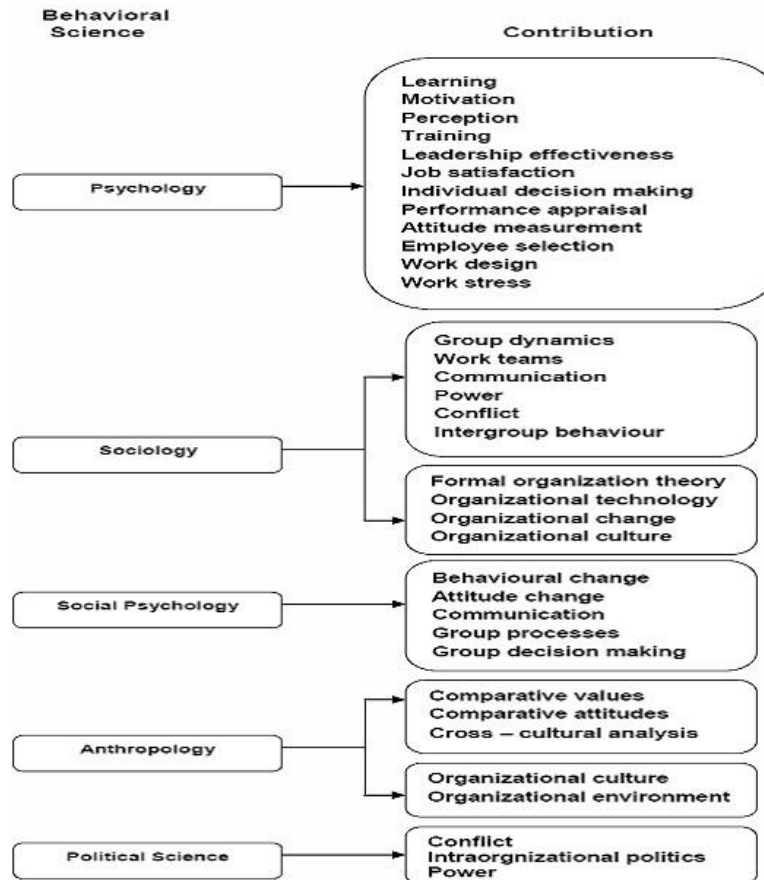 Behavioral
Science
Contribution
Psychology
Learning
Motivation
Perception
Training
Leadership effectiveness
Job satisfaction
Individual decision making
Performance appraisal
Attitude measurement
Employee selection
Work design
Work stress
Sociology
Group dynamics
Work teams
Communication
Power
Conflict
Intergroup behaviour
Formal organization theory
Organizational technology
Organizational change
Organizational culture
Social Psychology
Behavioural change
Attitude change
Communication
Group processes
Group decision making
Anthropology
Comparative values
Comparative attitudes
Cross – cultural analysis
Organizational culture
Organizational environment
Political Science
Conflict
Intraorgnizational politics
Power